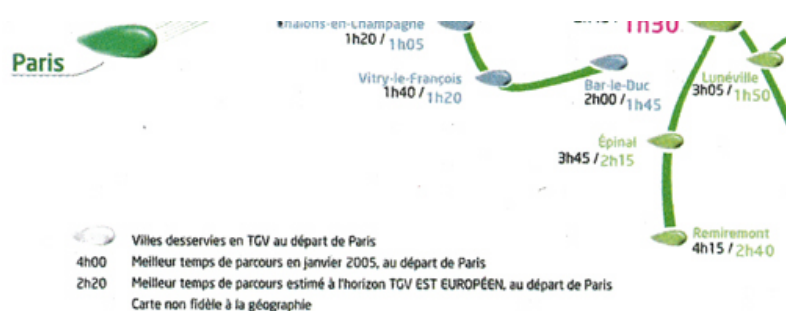 Châlons-en-Champagne
1h20 / 1h05
1h30
Paris
Vitry-le-François
1h40 / 1h20
Bar-le-Duc
2h00 / 1h45
Lunéville
3h05 / 1h50
Épinal
3h45 / 2h15
Remiremont
4h15 / 2h40
Villes desservies en TGV au départ de Paris
4h00 Meilleur temps de parcours en janvier 2005, au départ de Paris
2h20 Meilleur temps de parcours estimé à l'horizon TGV EST EUROPÉEN, au départ de Paris
Carte non fidèle à la géographie